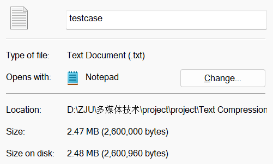 testcase
Type of file: Text Document (.txt)
Opens with: Notepad Change...
Location: D:\ZJU\多媒体技术\project\project\Text Compression
Size: 2.47 MB (2,600,000 bytes)
Size on disk: 2.48 MB (2,600,960 bytes)